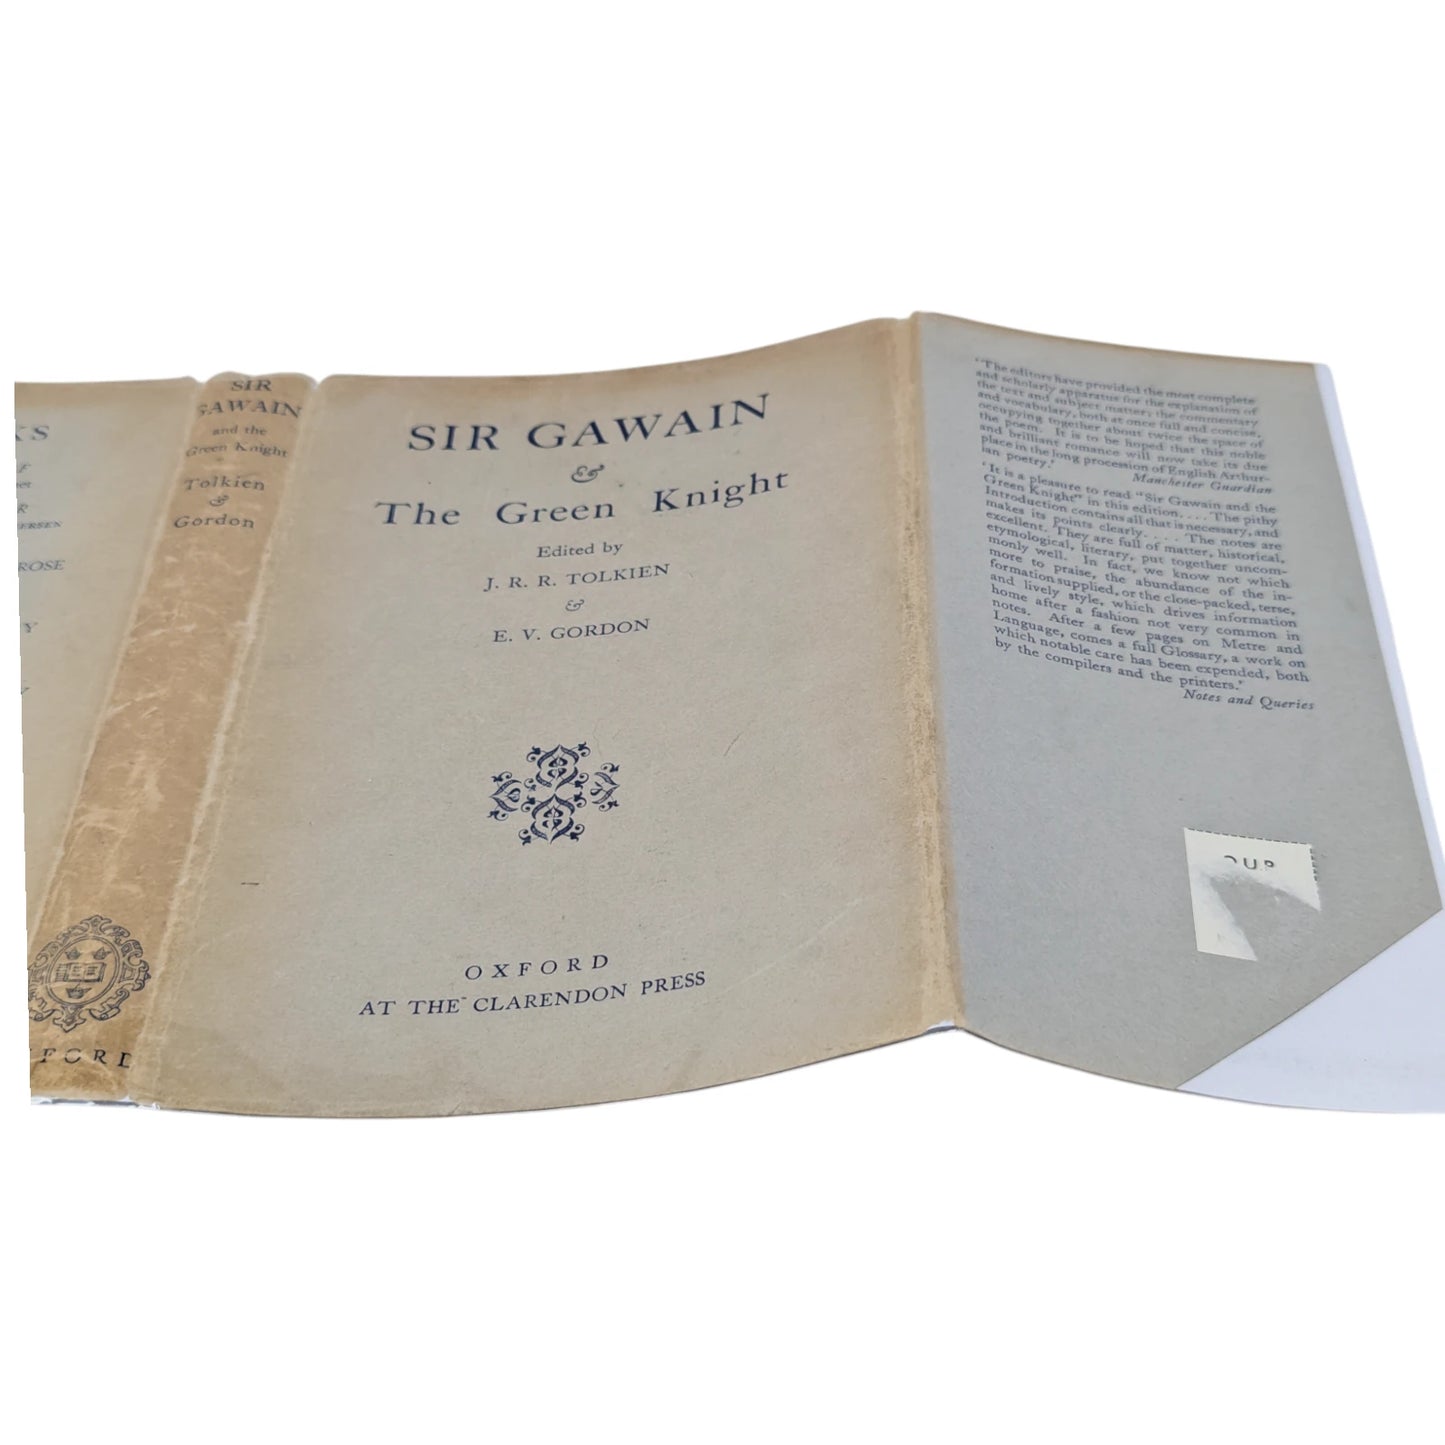 KS
F
R
ERSEN
ROSE
Y
SIR
GAWAIN
and the
Green Knight
Tolkien
&
Gordon
SIR GAWAIN
&
The Green Knight
Edited by
J. R. R. TOLKIEN
&
E. V. GORDON
OXFORD
AT THE CLARENDON PRESS
'The editors have provided the most complete
and scholarly apparatus for the explanation of
the text and subject matter; the commentary
and vocabulary, both at once full and concise,
occupying together about twice the space of
the poem. It is to be hoped that this noble
and brilliant romance will now take its due
place in the long procession of English Arthur-
ian poetry.'
Manchester Guardian
'It is a pleasure to read "Sir Gawain and the
Green Knight" in this edition.... The pithy
Introduction contains all that is necessary, and
makes its points clearly.... The notes are
excellent. They are full of matter, historical,
etymological, literary, put together uncom-
monly well. In fact, we know not which
more to praise, the abundance of the in-
formation supplied, or the close-packed, terse,
and lively style, which drives information
home after a fashion not very common in
notes. After a few pages on Metre and
Language, comes a full Glossary, a work on
which notable care has been expended, both
by the compilers and the printers.'
Notes and Queries